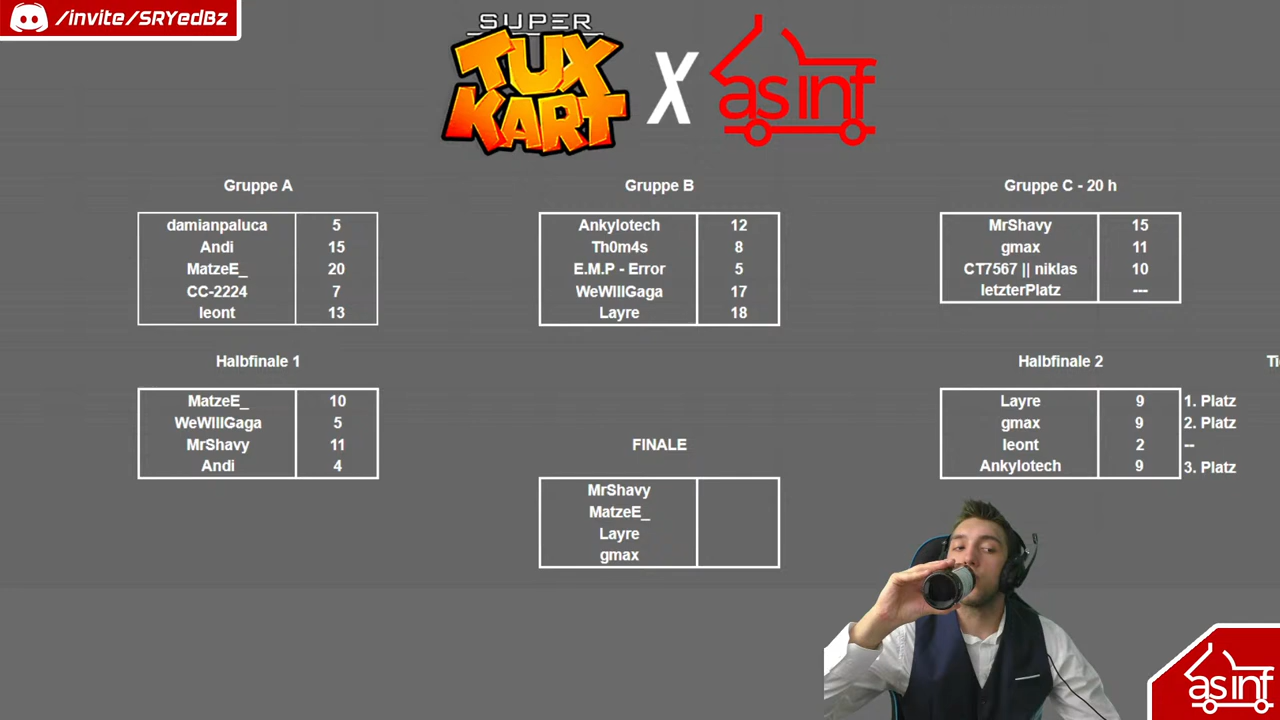 /invite/SRYedBz
SUPER
TUX
KART
X
as inf
Gruppe A
damianpaluca 5
Andi 15
MatzeE_ 20
CC-2224 7
leont 13
Gruppe B
Ankylotech 12
Th0m4s 8
E.M.P - Error 5
WeWIllGaga 17
Layre 18
Gruppe C - 20 h
MrShavy 15
gmax 11
CT7567 || niklas 10
letzterPlatz ---
Halbfinale 1
MatzeE_ 10
WeWIllGaga 5
MrShavy 11
Andi 4
FINALE
MrShavy
MatzeE_
Layre
gmax
Halbfinale 2
Layre 9 1. Platz
gmax 9 2. Platz
leont 2 --
Ankylotech 9 3. Platz
as inf